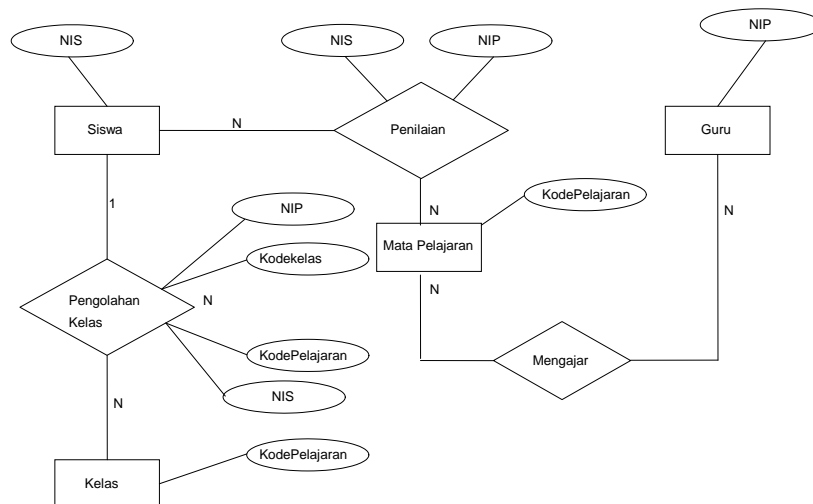 NIP
NIS
NIS
NIP
Siswa
N
Penilaian
Guru
1
NIP
N
KodePelajaran
N
Kodekelas
Mata Pelajaran
N
Pengolahan
Kelas
N
KodePelajaran
Mengajar
NIS
N
KodePelajaran
Kelas